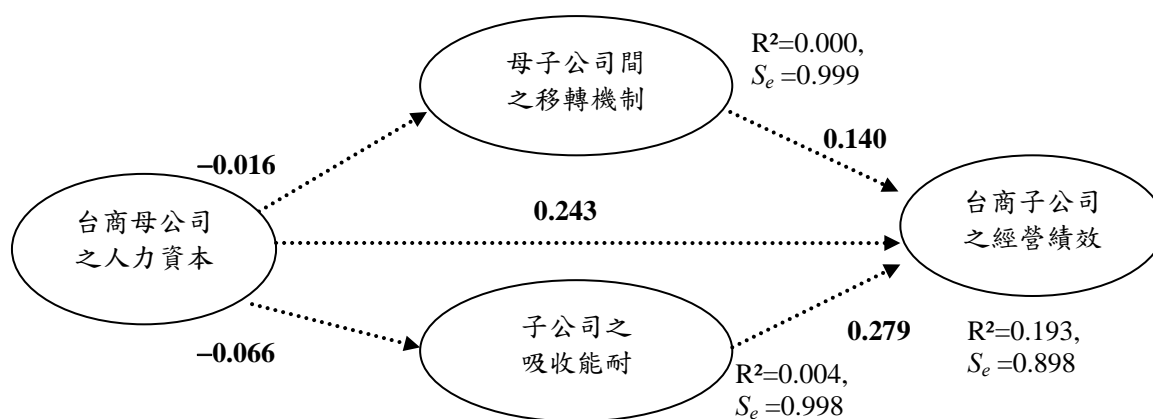 母子公司間
之移轉機制
R²=0.000,
Sₑ =0.999
–0.016
0.140
台商母公司
之人力資本
0.243
台商子公司
之經營績效
–0.066
子公司之
吸收能耐
0.279
R²=0.004,
Sₑ =0.998
R²=0.193,
Sₑ =0.898